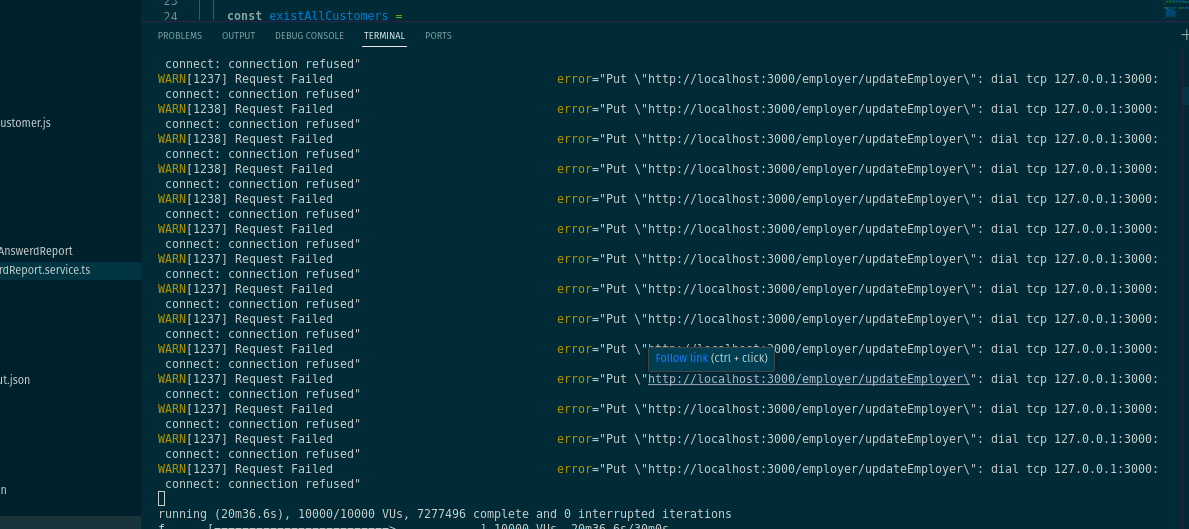 23
24 const existAllCustomers =
PROBLEMS OUTPUT DEBUG CONSOLE TERMINAL PORTS
connect: connection refused"
WARN[1237] Request Failed error="Put \"http://localhost:3000/employer/updateEmployer\": dial tcp 127.0.0.1:3000:
connect: connection refused"
WARN[1238] Request Failed error="Put \"http://localhost:3000/employer/updateEmployer\": dial tcp 127.0.0.1:3000:
ustomer.js
connect: connection refused"
WARN[1238] Request Failed error="Put \"http://localhost:3000/employer/updateEmployer\": dial tcp 127.0.0.1:3000:
connect: connection refused"
WARN[1238] Request Failed error="Put \"http://localhost:3000/employer/updateEmployer\": dial tcp 127.0.0.1:3000:
connect: connection refused"
WARN[1238] Request Failed error="Put \"http://localhost:3000/employer/updateEmployer\": dial tcp 127.0.0.1:3000:
connect: connection refused"
WARN[1237] Request Failed error="Put \"http://localhost:3000/employer/updateEmployer\": dial tcp 127.0.0.1:3000:
connect: connection refused"
AnswerdReport
WARN[1237] Request Failed error="Put \"http://localhost:3000/employer/updateEmployer\": dial tcp 127.0.0.1:3000:
rdReport.service.ts
connect: connection refused"
WARN[1237] Request Failed error="Put \"http://localhost:3000/employer/updateEmployer\": dial tcp 127.0.0.1:3000:
connect: connection refused"
WARN[1237] Request Failed error="Put \"http://localhost:3000/employer/updateEmployer\": dial tcp 127.0.0.1:3000:
connect: connection refused"
WARN[1237] Request Failed error="Put \"http://localhost:3000/employer/updateEmployer\": dial tcp 127.0.0.1:3000:
Follow link (ctrl + click)
connect: connection refused"
WARN[1237] Request Failed error="Put \"http://localhost:3000/employer/updateEmployer\": dial tcp 127.0.0.1:3000:
ut.json
connect: connection refused"
WARN[1237] Request Failed error="Put \"http://localhost:3000/employer/updateEmployer\": dial tcp 127.0.0.1:3000:
connect: connection refused"
WARN[1237] Request Failed error="Put \"http://localhost:3000/employer/updateEmployer\": dial tcp 127.0.0.1:3000:
connect: connection refused"
WARN[1237] Request Failed error="Put \"http://localhost:3000/employer/updateEmployer\": dial tcp 127.0.0.1:3000:
connect: connection refused"
n
running (20m36.6s), 10000/10000 VUs, 7277496 complete and 0 interrupted iterations
] 10000 VUs 20m36.6s/30m0s